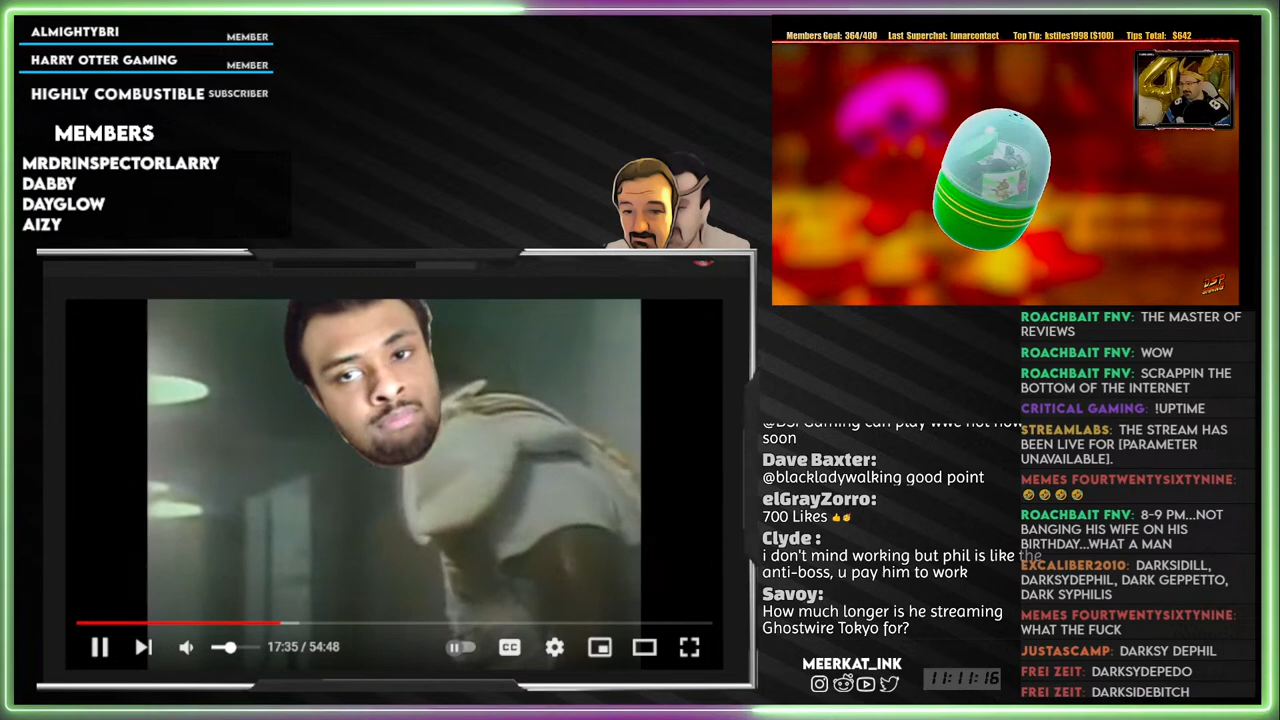 ALMIGHTYBRI
MEMBER
HARRY OTTER GAMING
MEMBER
HIGHLY COMBUSTIBLE SUBSCRIBER
MEMBERS
MRDRINSPECTORLARRY
DABBY
DAYGLOW
AIZY
17:35 / 54:48
CC
Members Goal: 364/400 Last Superchat: lunarcontact Top Tip: kstiles1998 ($100) Tips Total: $642
DSP
GAMING
soon
Dave Baxter:
@blackladywalking good point
elGrayZorro:
700 Likes 👍🥳
Clyde :
i don't mind working but phil is like the
anti-boss, u pay him to work
Savoy:
How much longer is he streaming
Ghostwire Tokyo for?
MEERKAT_INK
11:11:16
ROACHBAIT FNV: THE MASTER OF
REVIEWS
ROACHBAIT FNV: WOW
ROACHBAIT FNV: SCRAPPIN THE
BOTTOM OF THE INTERNET
CRITICAL GAMING: !UPTIME
STREAMLABS: THE STREAM HAS
BEEN LIVE FOR [PARAMETER
UNAVAILABLE].
MEMES FOURTWENTYSIXTYNINE:
🤣 🤣 🤣 🤣
ROACHBAIT FNV: 8-9 PM...NOT
BANGING HIS WIFE ON HIS
BIRTHDAY...WHAT A MAN
EXCALIBER2010: DARKSIDILL,
DARKSYDEPHIL, DARK GEPPETTO,
DARK SYPHILIS
MEMES FOURTWENTYSIXTYNINE:
WHAT THE FUCK
JUSTASCAMP: DARKSY DEPHIL
FREI ZEIT: DARKSYDEPEDO
FREI ZEIT: DARKSIDEBITCH